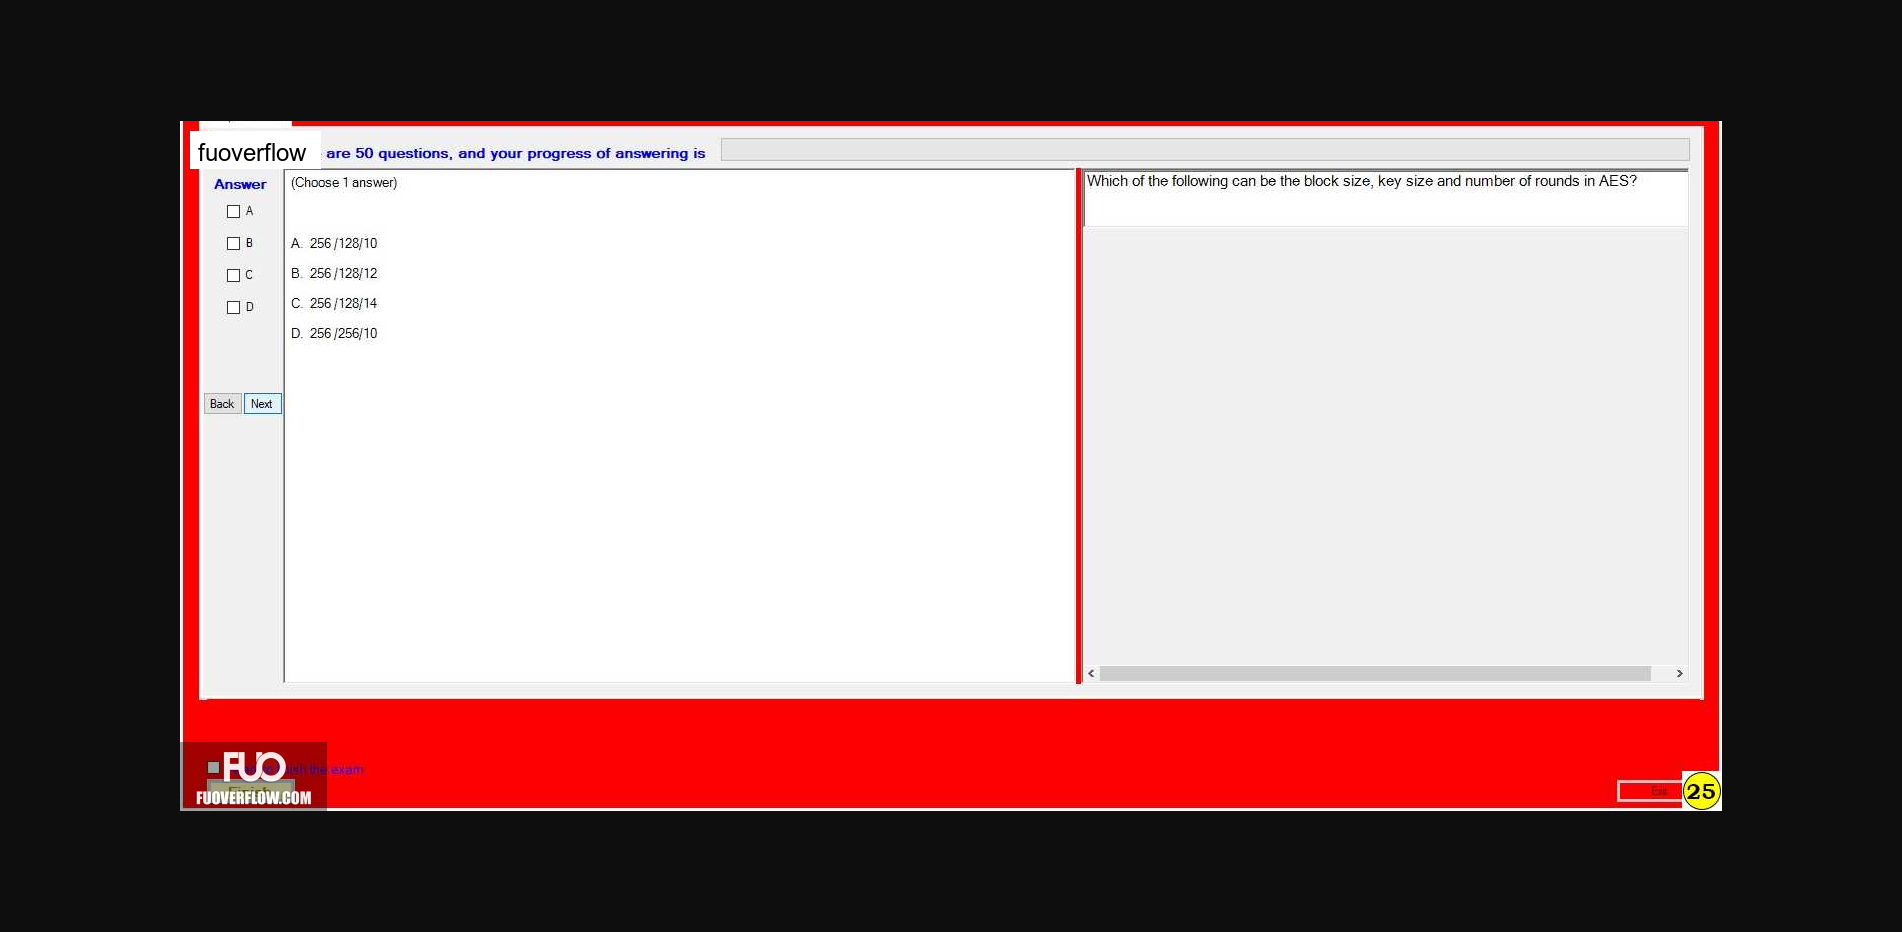 fuoverflow are 50 questions, and your progress of answering is
Answer
(Choose 1 answer)
Which of the following can be the block size, key size and number of rounds in AES?
A
B
C
D
A. 256 /128/10
B. 256 /128/12
C. 256 /128/14
D. 256 /256/10
Back Next
FUO
the exam
FUOVERFLOW.COM
Exit
25